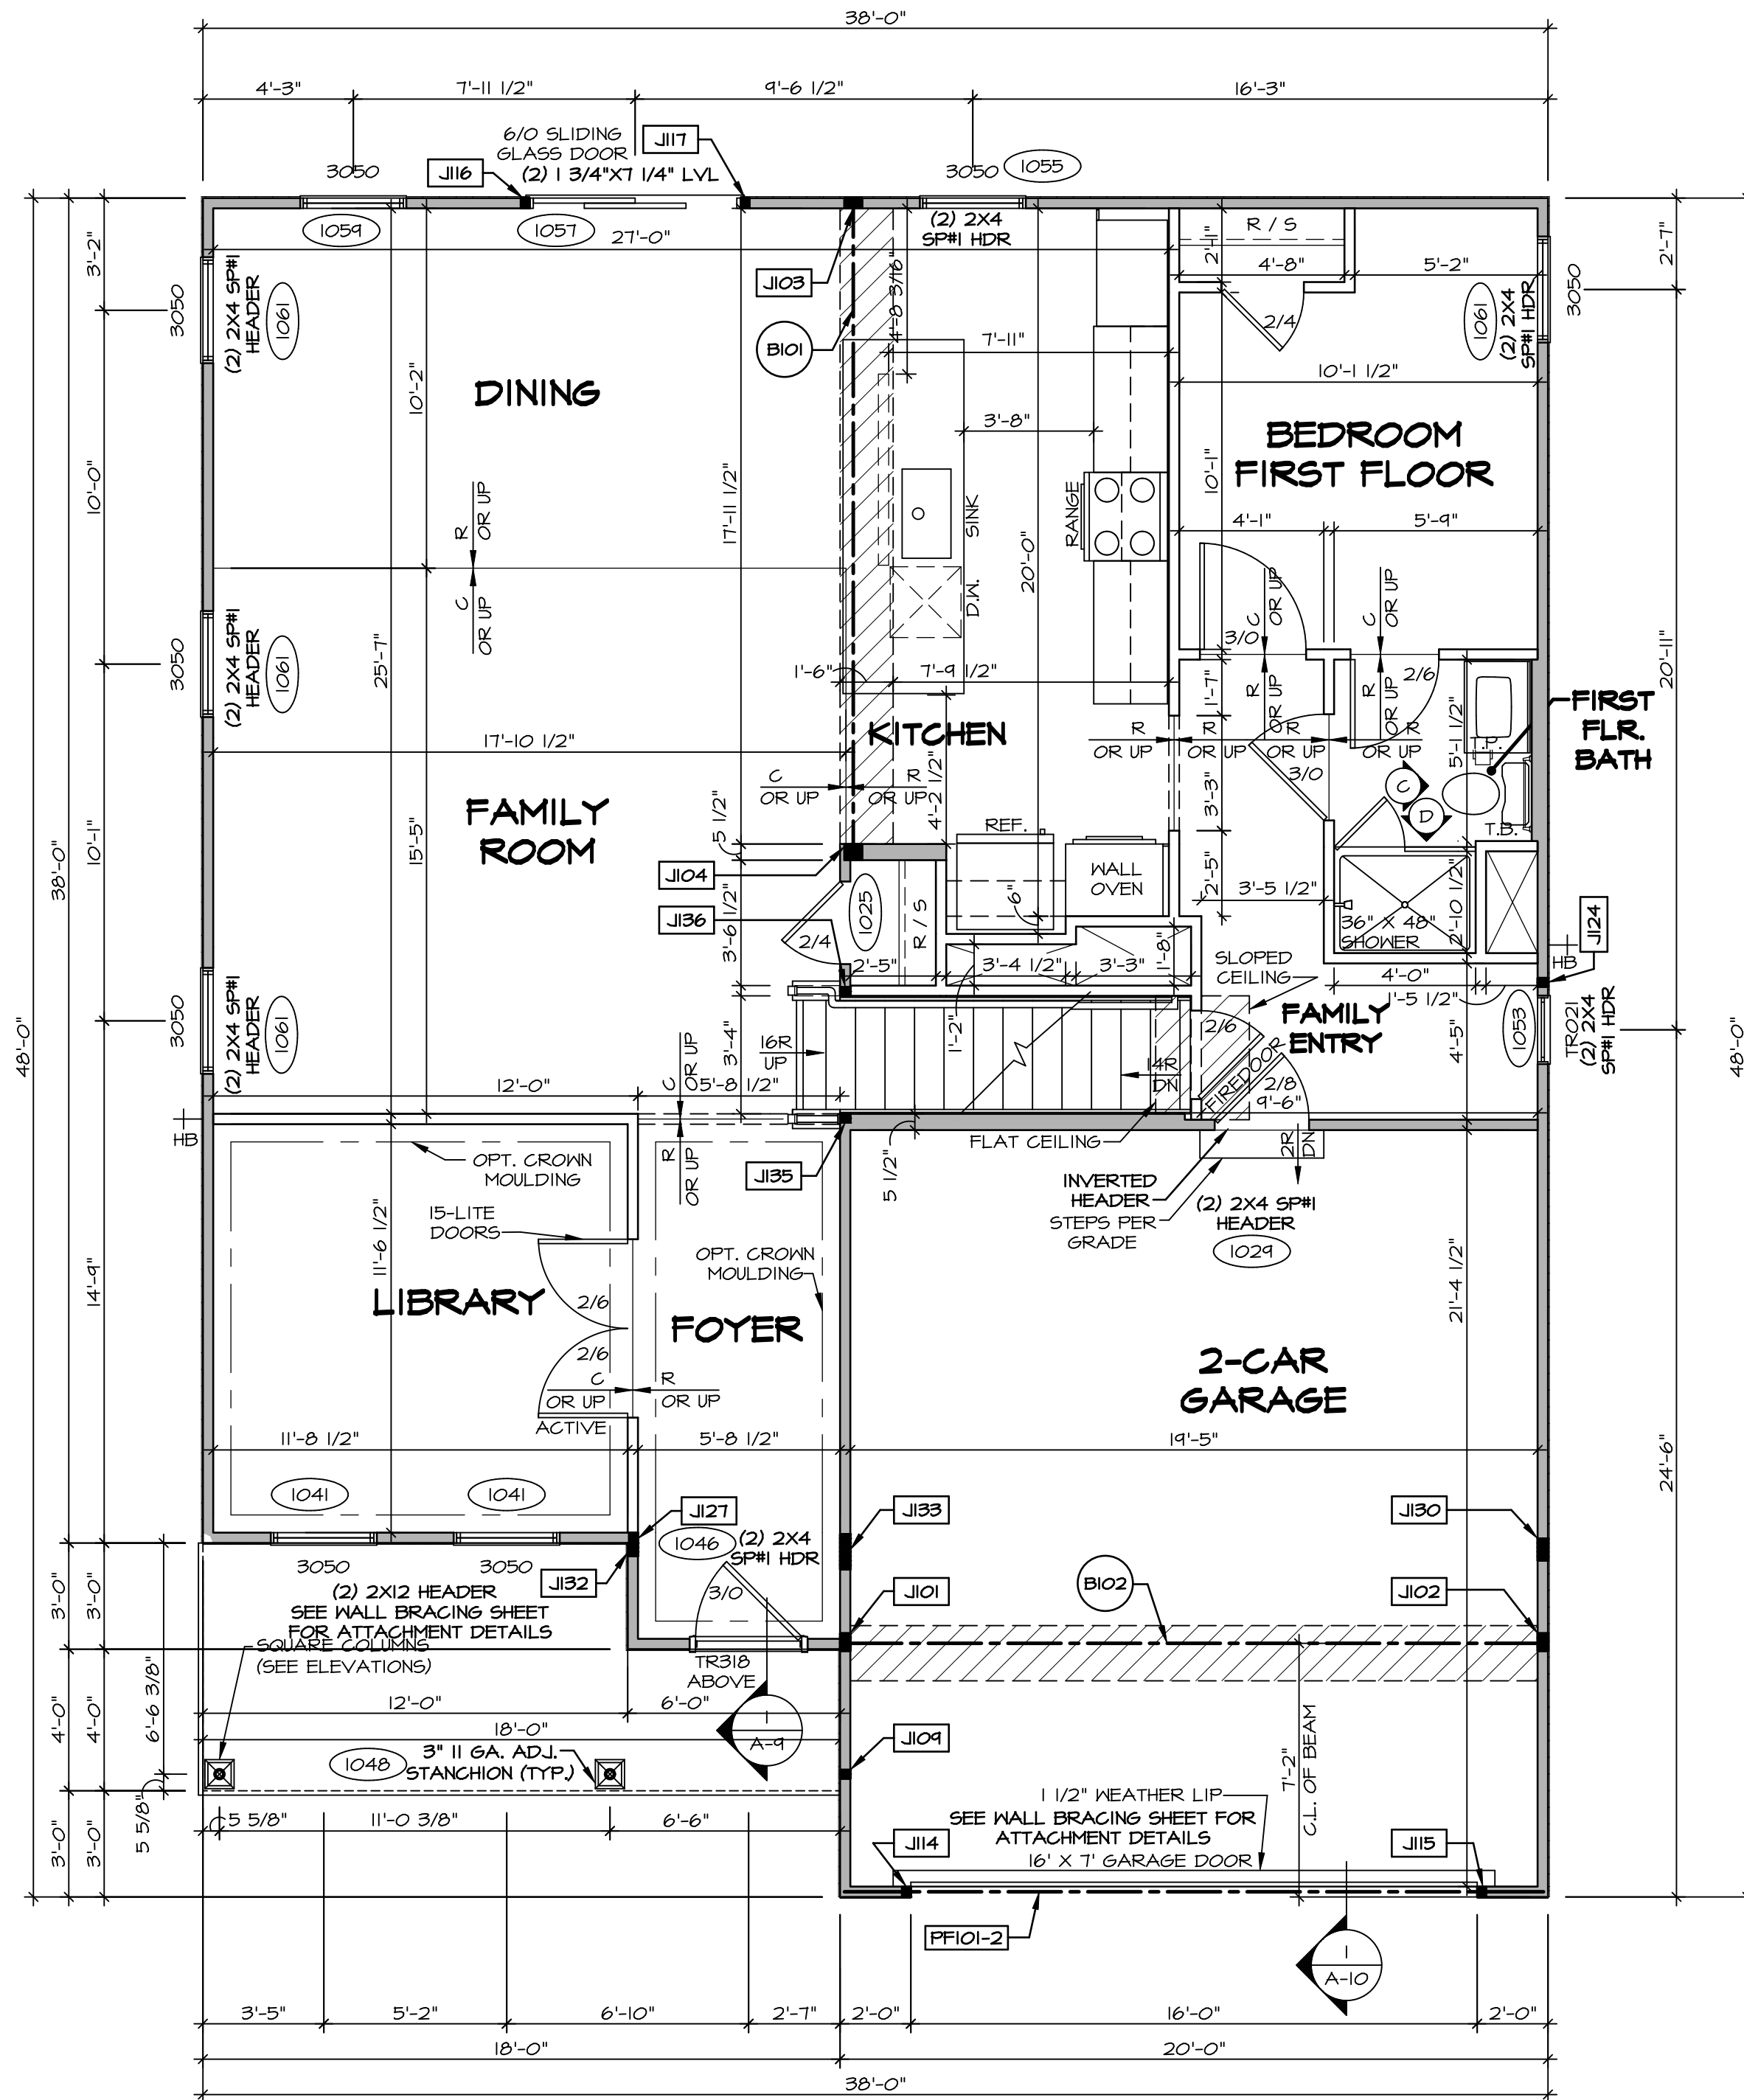 38'-0"
4'-3"
7'-11 1/2"
9'-6 1/2"
16'-3"
6/0 SLIDING
GLASS DOOR
(2) 1 3/4"X7 1/4" LVL
J117
J116
3050
3050
1055
1059
1057
27'-0"
(2) 2X4
SP#1 HDR
R / S
4'-8"
5'-2"
2'-1"
2'-7"
3'-2"
3050
(2) 2X4 SP#1
HEADER
1061
J103
B101
4'-8 3/16"
7'-11"
2/4
1061
(2) 2X4
SP#1 HDR
3050
10'-1 1/2"
DINING
10'-2"
3'-8"
BEDROOM
FIRST FLOOR
10'-0"
17'-11 1/2"
R
OR UP
C
OR UP
SINK
D.W.
RANGE
20'-0"
10'-1"
4'-1"
5'-9"
25'-7"
3050
(2) 2X4 SP#1
HEADER
1061
C
OR UP
R
OR UP
C
OR UP
R
OR UP
3/0
2/6
20'-11"
1'-6"
7'-9 1/2"
1'-7"
5'-1 1/2"
FIRST
FLR.
BATH
17'-10 1/2"
KITCHEN
R
OR UP
R
OR UP
R
OR UP
T.P.
C
OR UP
R
OR UP
4'-2 1/2"
3'-3"
3/0
C
D
T.B.
FAMILY
ROOM
15'-5"
5 1/2"
REF.
WALL
OVEN
J104
J136
1025
R / S
6"
2'-5"
3'-5 1/2"
2'-10 1/2"
36" X 48"
SHOWER
J124
HB
38'-0"
10'-1"
3'-6 1/2"
2/4
2'-5"
3'-4 1/2"
3'-3"
1'-8"
SLOPED
CEILING
4'-0"
1'-5 1/2"
48'-0"
3050
(2) 2X4 SP#1
HEADER
1061
16R
UP
3'-4"
1'-2"
14R
DN
2/6
FIREDOOR
2/8
FAMILY
ENTRY
4'-5"
1053
TR021
(2) 2X4
SP#1 HDR
48'-0"
12'-0"
C
OR UP
R
OR UP
5'-8 1/2"
9'-6"
HB
OPT. CROWN
MOULDING
J135
5 1/2"
FLAT CEILING
INVERTED
HEADER
STEPS PER
GRADE
2R
DN
(2) 2X4 SP#1
HEADER
1029
15-LITE
DOORS
11'-6 1/2"
OPT. CROWN
MOULDING
14'-9"
21'-4 1/2"
LIBRARY
2/6
2/6
FOYER
2-CAR
GARAGE
C
OR UP
R
OR UP
ACTIVE
11'-8 1/2"
5'-8 1/2"
19'-5"
24'-6"
1041
1041
J127
1046
(2) 2X4
SP#1 HDR
J133
J130
3050
3050
J132
(2) 2X12 HEADER
SEE WALL BRACING SHEET
FOR ATTACHMENT DETAILS
SQUARE COLUMNS
(SEE ELEVATIONS)
3/0
J101
B102
J102
3'-0"
3'-0"
TR318
ABOVE
12'-0"
6'-0"
18'-0"
4'-0"
4'-0"
6'-6 3/8"
1048
3" 11 GA. ADJ.
STANCHION (TYP.)
1
A-9
J109
7'-2"
C.L. OF BEAM
5 5/8"
5 5/8"
11'-0 3/8"
6'-6"
3'-0"
3'-0"
1 1/2" WEATHER LIP
SEE WALL BRACING SHEET FOR
ATTACHMENT DETAILS
16' X 7' GARAGE DOOR
J114
J115
PF101-2
1
A-10
3'-5"
5'-2"
6'-10"
2'-7"
2'-0"
16'-0"
2'-0"
18'-0"
20'-0"
38'-0"